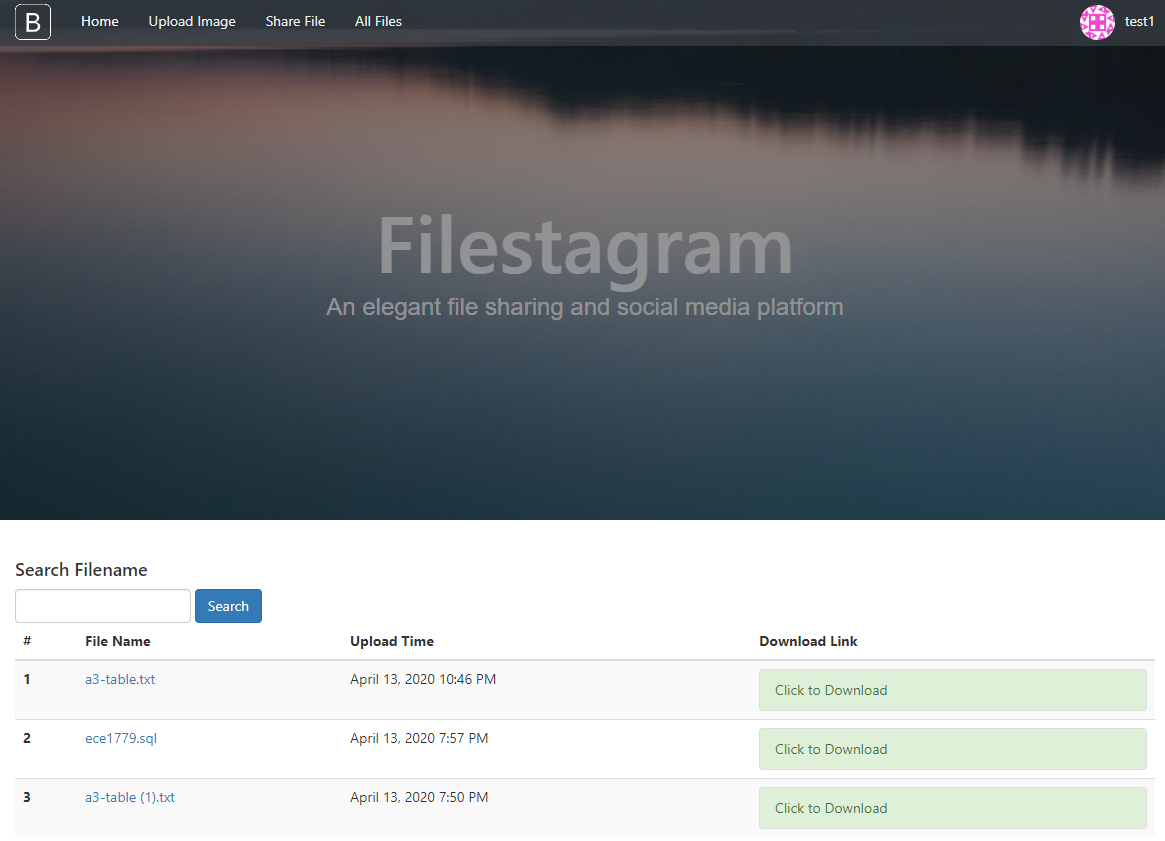 B Home Upload Image Share File All Files test1
Filestagram
An elegant file sharing and social media platform
Search Filename
Search
# File Name Upload Time Download Link
1 a3-table.txt April 13, 2020 10:46 PM Click to Download
2 ece1779.sql April 13, 2020 7:57 PM Click to Download
3 a3-table (1).txt April 13, 2020 7:50 PM Click to Download